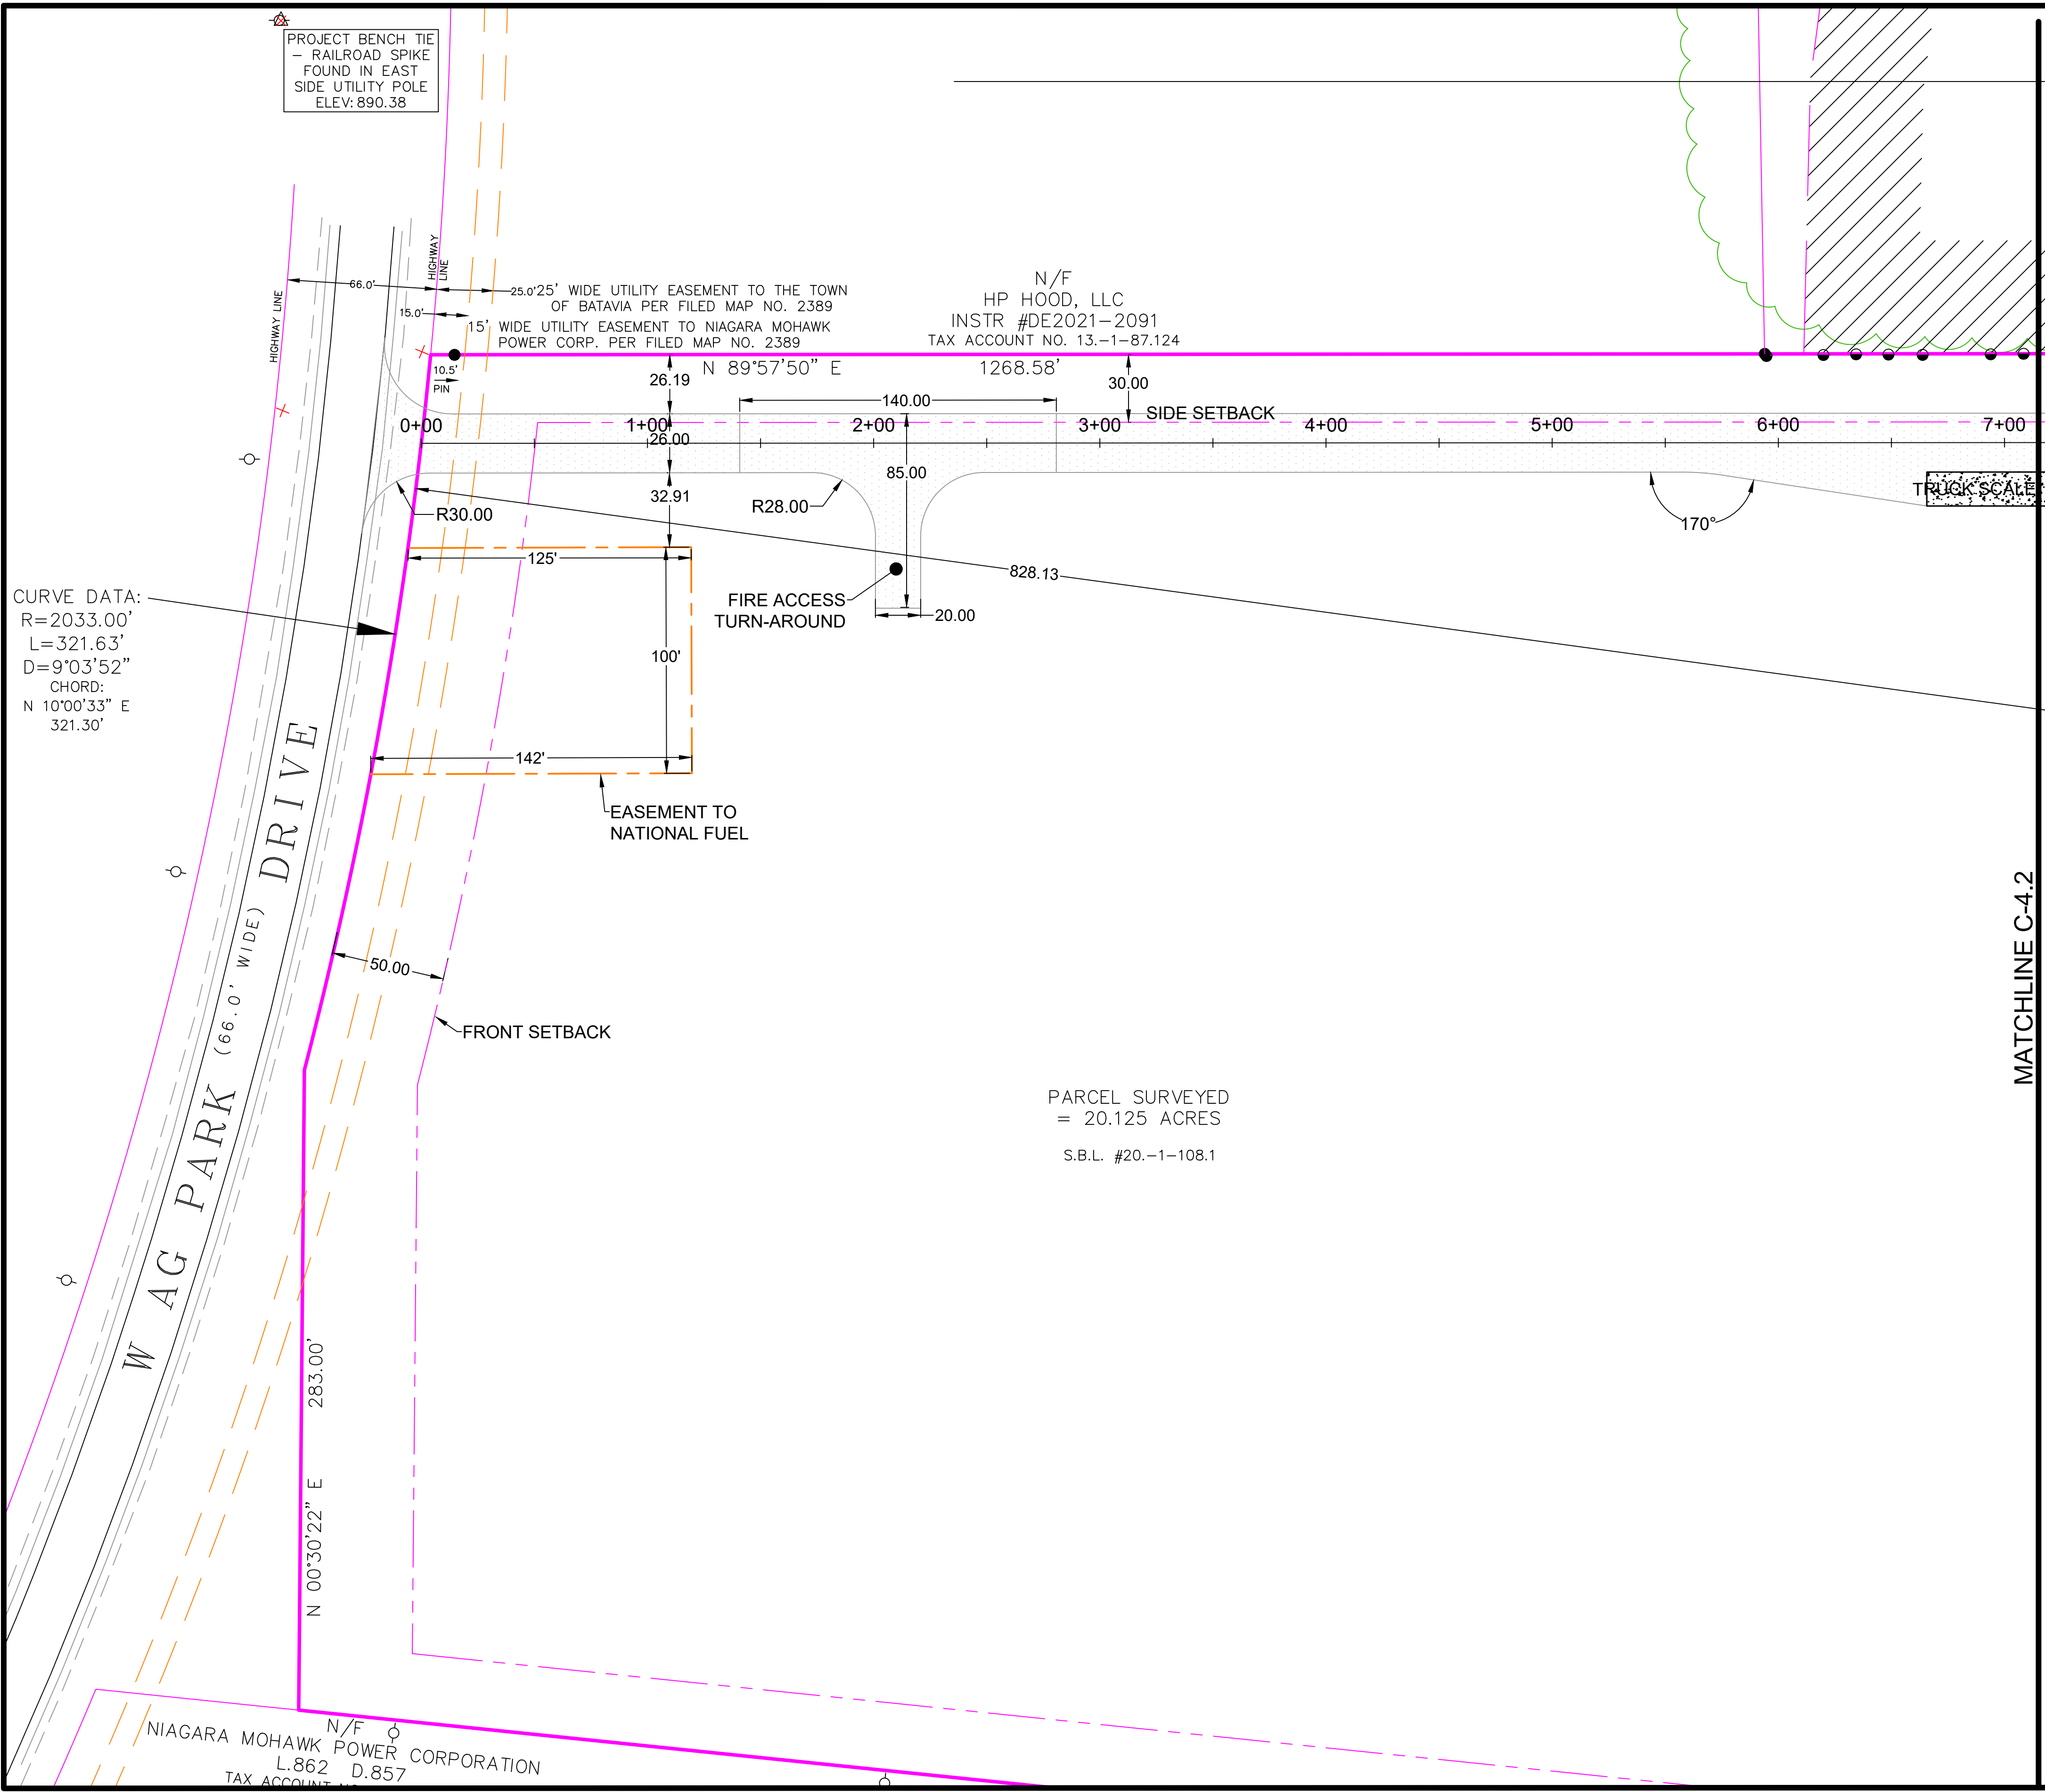 PROJECT BENCH TIE
– RAILROAD SPIKE
FOUND IN EAST
SIDE UTILITY POLE
ELEV: 890.38
HIGHWAY LINE
HIGHWAY
LINE
66.0'
25.0'
25' WIDE UTILITY EASEMENT TO THE TOWN
OF BATAVIA PER FILED MAP NO. 2389
15.0'
15' WIDE UTILITY EASEMENT TO NIAGARA MOHAWK
POWER CORP. PER FILED MAP NO. 2389
N/F
HP HOOD, LLC
INSTR #DE2021–2091
TAX ACCOUNT NO. 13.–1–87.124
N 89°57'50" E 1268.58'
10.5'
PIN
26.19
30.00
140.00
SIDE SETBACK
0+00 1+00 2+00 3+00 4+00 5+00 6+00 7+00
26.00
85.00
32.91
R30.00
R28.00
170°
TRUCK SCALE
125'
828.13
FIRE ACCESS
TURN-AROUND
20.00
CURVE DATA:
R=2033.00'
L=321.63'
D=9°03'52"
CHORD:
N 10°00'33" E
321.30'
100'
142'
EASEMENT TO
NATIONAL FUEL
W AG PARK (66.0' WIDE) DRIVE
50.00
FRONT SETBACK
MATCHLINE C-4.2
PARCEL SURVEYED
= 20.125 ACRES
S.B.L. #20.–1–108.1
N 00°30'22" E 283.00'
N/F
NIAGARA MOHAWK POWER CORPORATION
L.862 D.857
TAX ACCOUNT